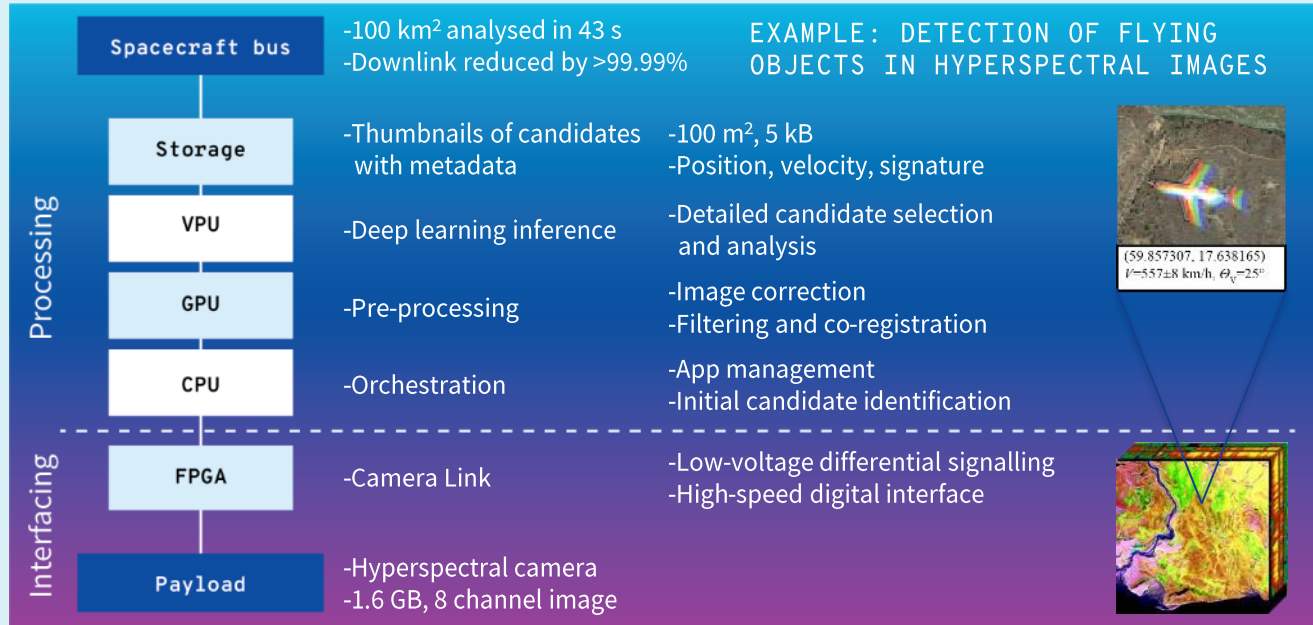 EXAMPLE: DETECTION OF FLYING
OBJECTS IN HYPERSPECTRAL IMAGES
Spacecraft bus
-100 km² analysed in 43 s
-Downlink reduced by >99.99%
Processing
Storage
-Thumbnails of candidates
with metadata
-100 m², 5 kB
-Position, velocity, signature
VPU
-Deep learning inference
-Detailed candidate selection
and analysis
GPU
-Pre-processing
-Image correction
-Filtering and co-registration
CPU
-Orchestration
-App management
-Initial candidate identification
(59.857307, 17.638165)
V=557±8 km/h, Θᵥ=25°
Interfacing
FPGA
-Camera Link
-Low-voltage differential signalling
-High-speed digital interface
Payload
-Hyperspectral camera
-1.6 GB, 8 channel image